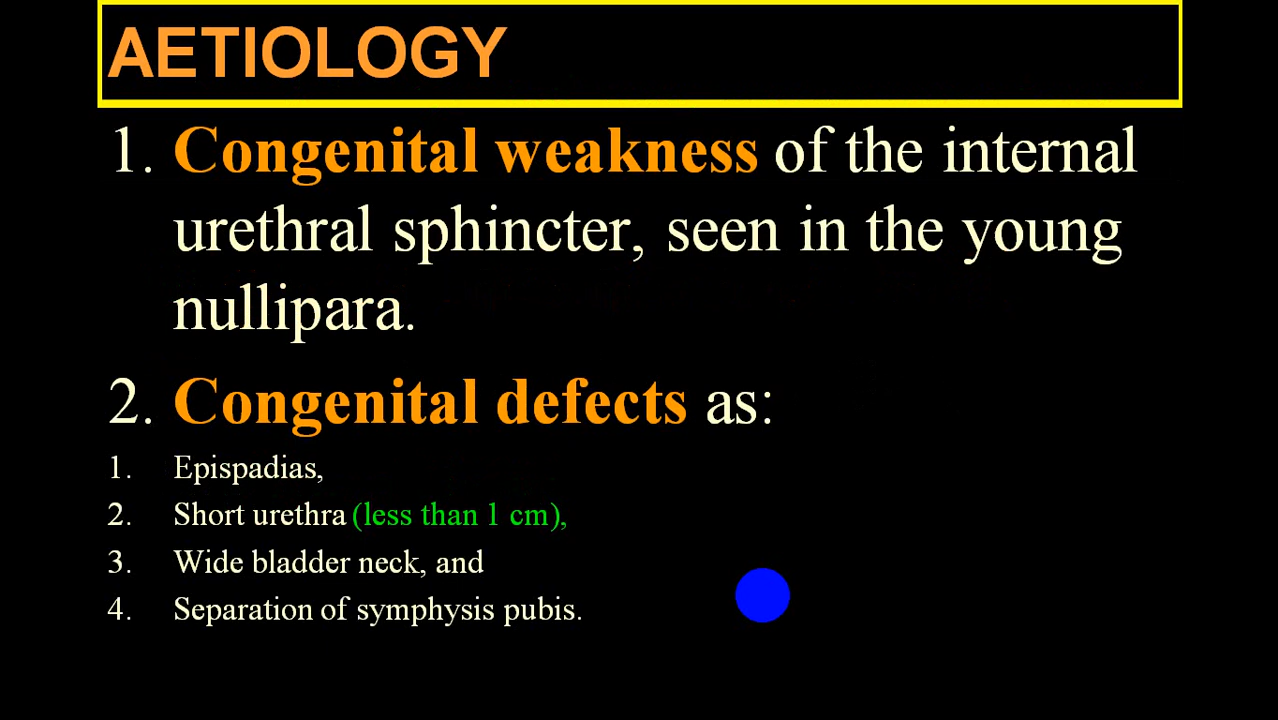 AETIOLOGY
1. Congenital weakness of the internal
urethral sphincter, seen in the young
nullipara.
2. Congenital defects as:
1. Epispadias,
2. Short urethra (less than 1 cm),
3. Wide bladder neck, and
4. Separation of symphysis pubis.